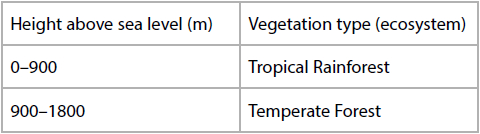 Height above sea level (m) Vegetation type (ecosystem)
0–900 Tropical Rainforest
900–1800 Temperate Forest